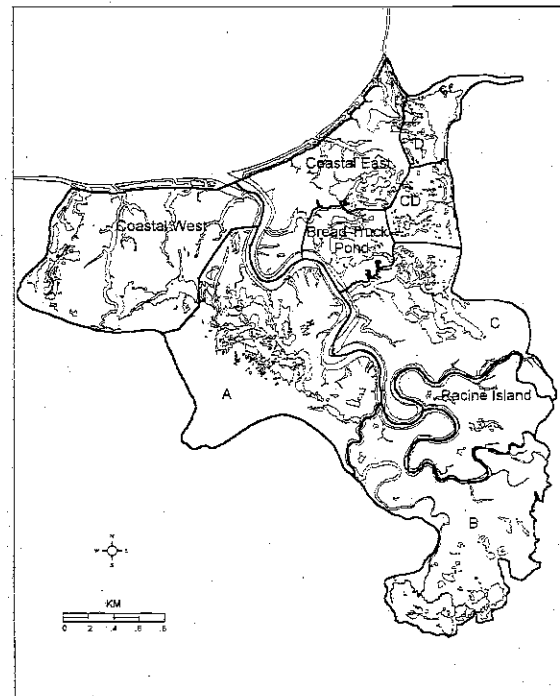 D
Coastal East
CD
Coastal West
Bread Truck
Pond
C
A
Racine Island
B
N
W E
S
KM
0 .2 .4 .6 .8